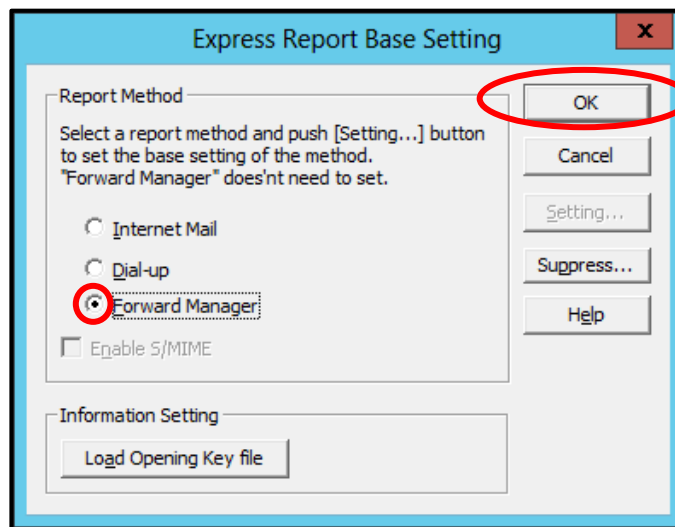 Express Report Base Setting
x
Report Method
Select a report method and push [Setting...] button
to set the base setting of the method.
"Forward Manager" does'nt need to set.
Internet Mail
Dial-up
Forward Manager
Enable S/MIME
OK
Cancel
Setting...
Suppress...
Help
Information Setting
Load Opening Key file